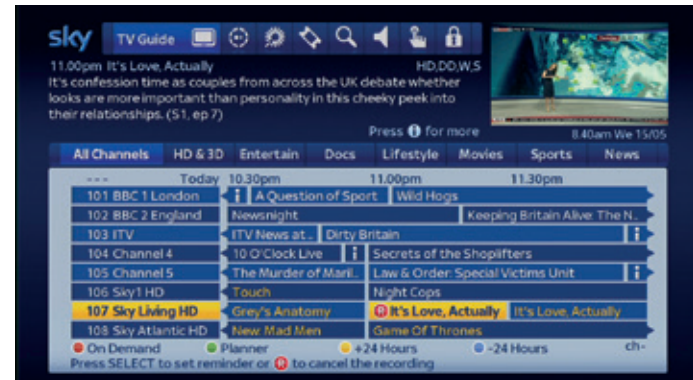 sky TV Guide
11.00pm It's Love, Actually HD,DD,W,S
It's confession time as couples from across the UK debate whether
looks are more important than personality in this cheeky peek into
their relationships. (S1, ep 7)
Press i for more
8.40am We 15/05
All Channels HD & 3D Entertain Docs Lifestyle Movies Sports News
--- Today 10.30pm 11.00pm 11.30pm
101 BBC 1 London i A Question of Sport Wild Hogs
102 BBC 2 England Newsnight Keeping Britain Alive: The N..
103 ITV ITV News at... Dirty Britain i
104 Channel 4 10 O'Clock Live i Secrets of the Shoplifters
105 Channel 5 The Murder of Maril.. Law & Order: Special Victims Unit i
106 Sky1 HD Touch Night Cops
107 Sky Living HD Grey's Anatomy R It's Love, Actually It's Love, Actually
108 Sky Atlantic HD New: Mad Men Game Of Thrones
On Demand Planner +24 Hours -24 Hours ch-
Press SELECT to set reminder or R to cancel the recording